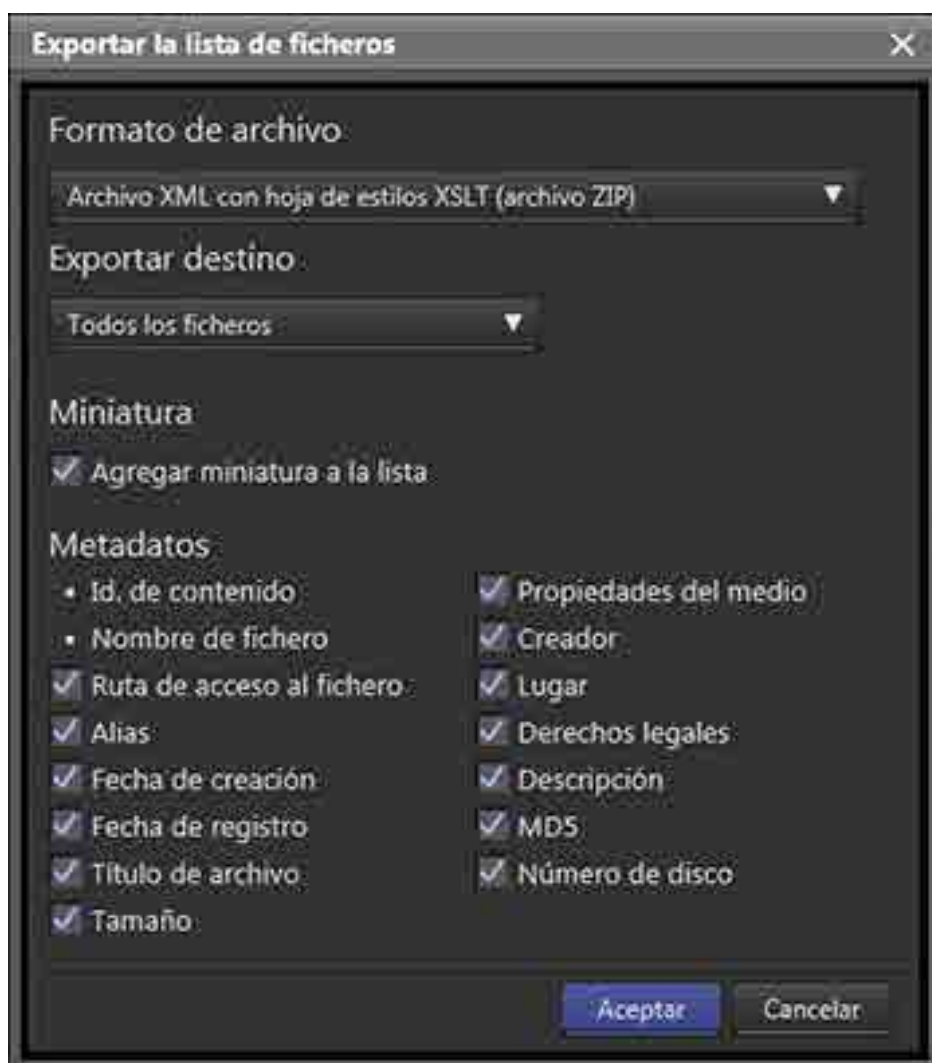 Exportar la lista de ficheros
Formato de archivo
Archivo XML con hoja de estilos XSLT (archivo ZIP)
Exportar destino
Todos los ficheros
Miniatura
Agregar miniatura a la lista
Metadatos
• Id. de contenido
• Nombre de fichero
Ruta de acceso al fichero
Alias
Fecha de creación
Fecha de registro
Título de archivo
Tamaño
Propiedades del medio
Creador
Lugar
Derechos legales
Descripción
MD5
Número de disco
Aceptar
Cancelar